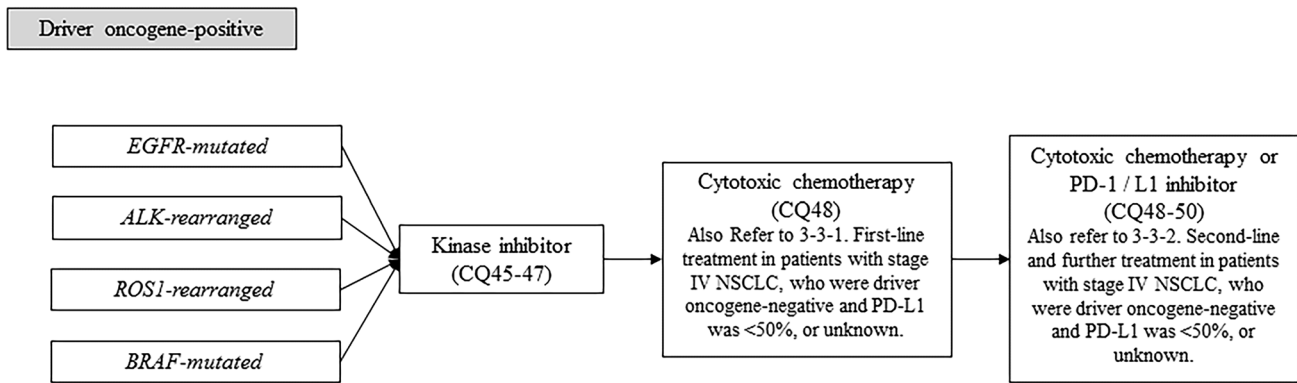 Driver oncogene-positive
EGFR-mutated
ALK-rearranged
ROS1-rearranged
BRAF-mutated
Kinase inhibitor
(CQ45-47)
Cytotoxic chemotherapy
(CQ48)
Also Refer to 3-3-1. First-line
treatment in patients with stage
IV NSCLC, who were driver
oncogene-negative and PD-L1
was <50%, or unknown.
Cytotoxic chemotherapy or
PD-1 / L1 inhibitor
(CQ48-50)
Also refer to 3-3-2. Second-line
and further treatment in patients
with stage IV NSCLC, who
were driver oncogene-negative
and PD-L1 was <50%, or
unknown.